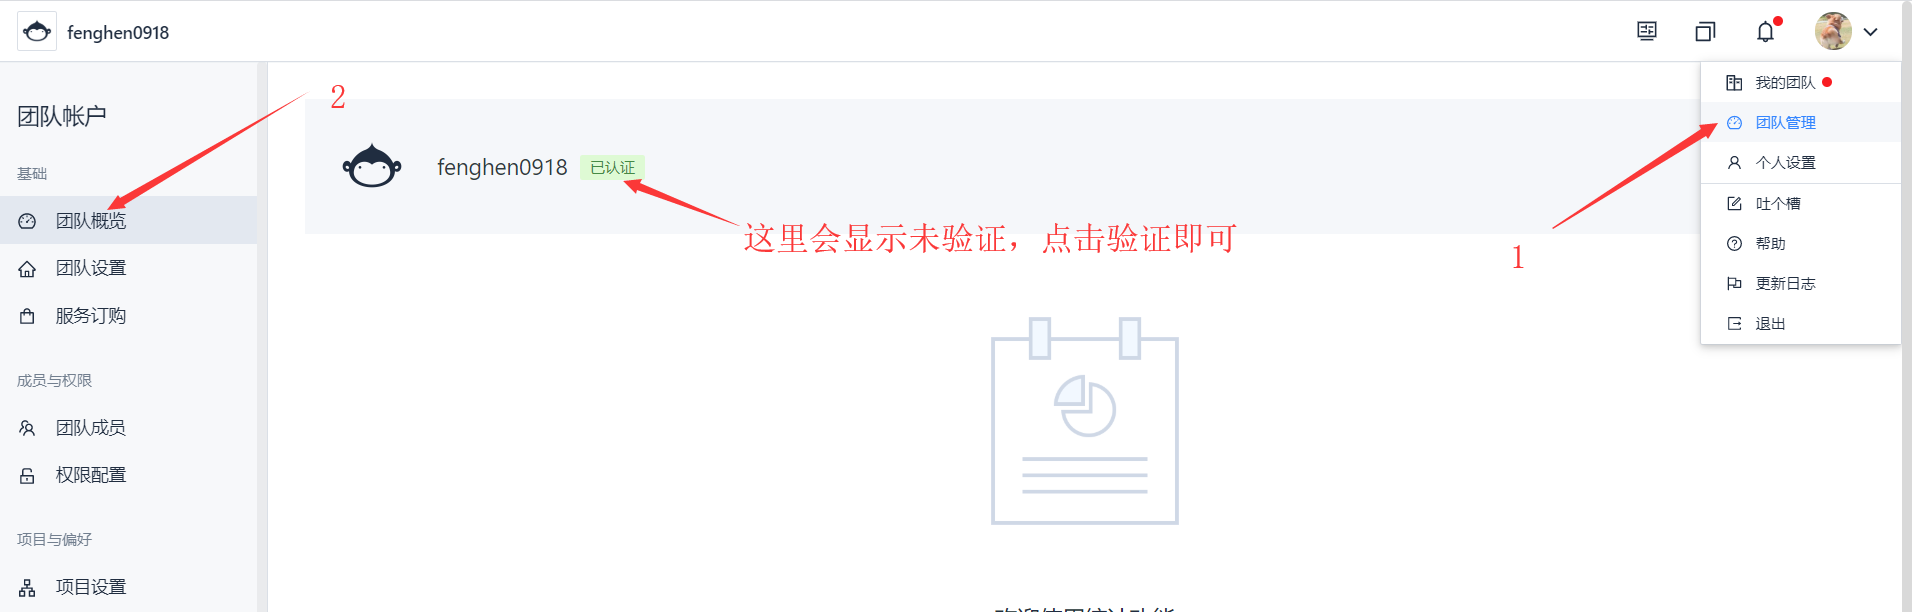 fenghen0918
团队帐户
基础
团队概览
团队设置
服务订购
成员与权限
团队成员
权限配置
项目与偏好
项目设置
2
fenghen0918 已认证
这里会显示未验证，点击验证即可
1
我的团队
团队管理
个人设置
吐个槽
帮助
更新日志
退出